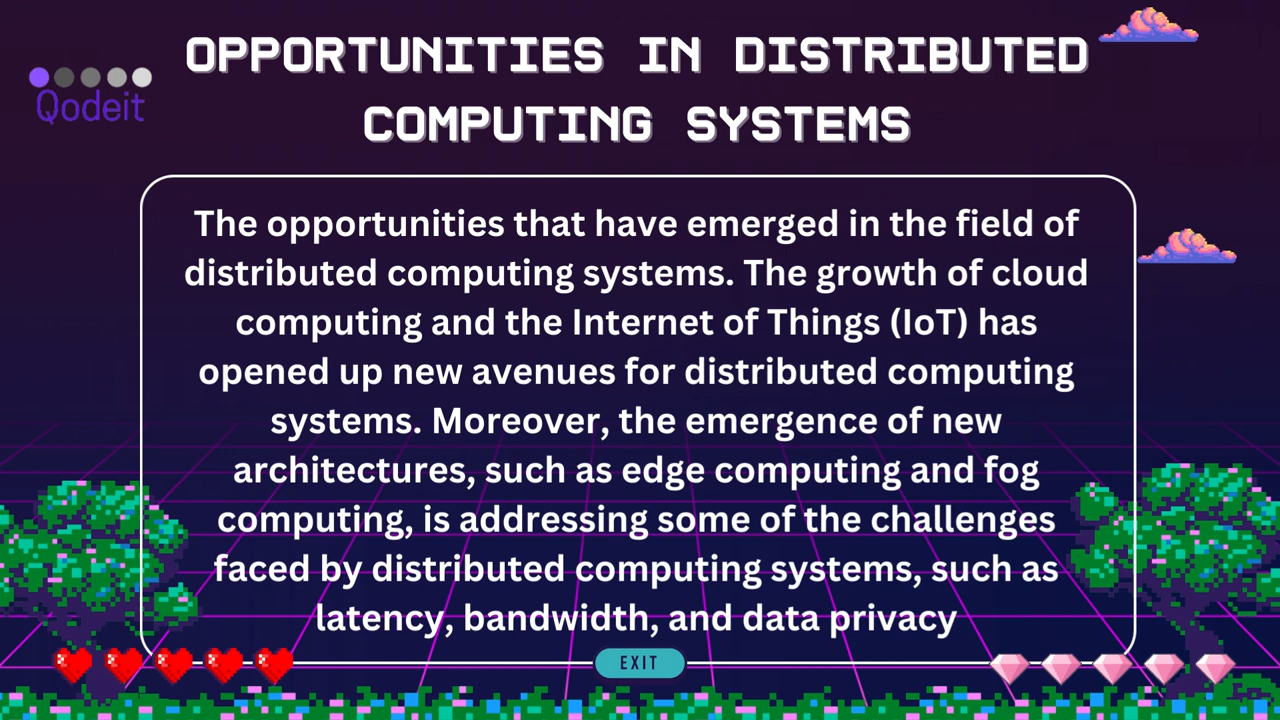 OPPORTUNITIES IN DISTRIBUTED
COMPUTING SYSTEMS
Qodeit
The opportunities that have emerged in the field of
distributed computing systems. The growth of cloud
computing and the Internet of Things (IoT) has
opened up new avenues for distributed computing
systems. Moreover, the emergence of new
architectures, such as edge computing and fog
computing, is addressing some of the challenges
faced by distributed computing systems, such as
latency, bandwidth, and data privacy
EXIT